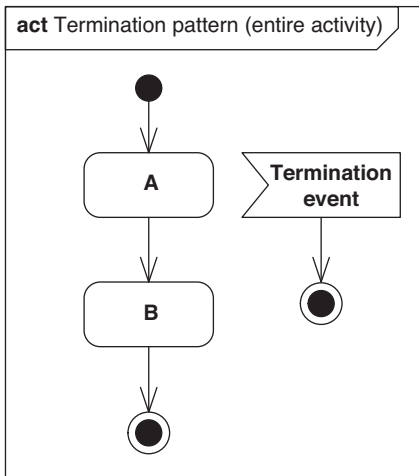 act Termination pattern (entire activity)
A
Termination
event
B